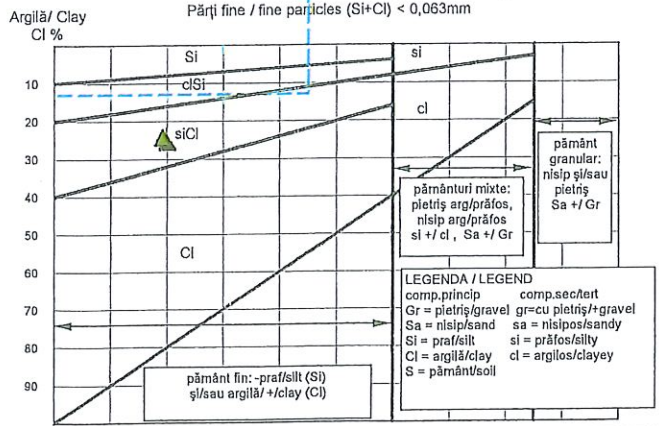 Părți fine / fine particles (Si+Cl) < 0,063mm
Argilă/ Clay
Cl %
10
20
30
40
50
60
70
80
90
Si
clSi
siCl
Cl
si
cl
pământ
granular:
nisip și/sau
pietriș
Sa +/ Gr
pământuri mixte:
pietriș arg/prăfos,
nisip arg/prăfos
si +/ cl , Sa +/ Gr
LEGENDA / LEGEND
comp.princip comp.sec/tert
Gr = pietriș/gravel gr=cu pietriș/+gravel
Sa = nisip/sand sa = nisipos/sandy
Si = praf/silt si = prăfos/silty
Cl = argilă/clay cl = argilos/clayey
S = pământ/soil
pământ fin: -praf/silt (Si)
și/sau argilă/ +/clay (Cl)